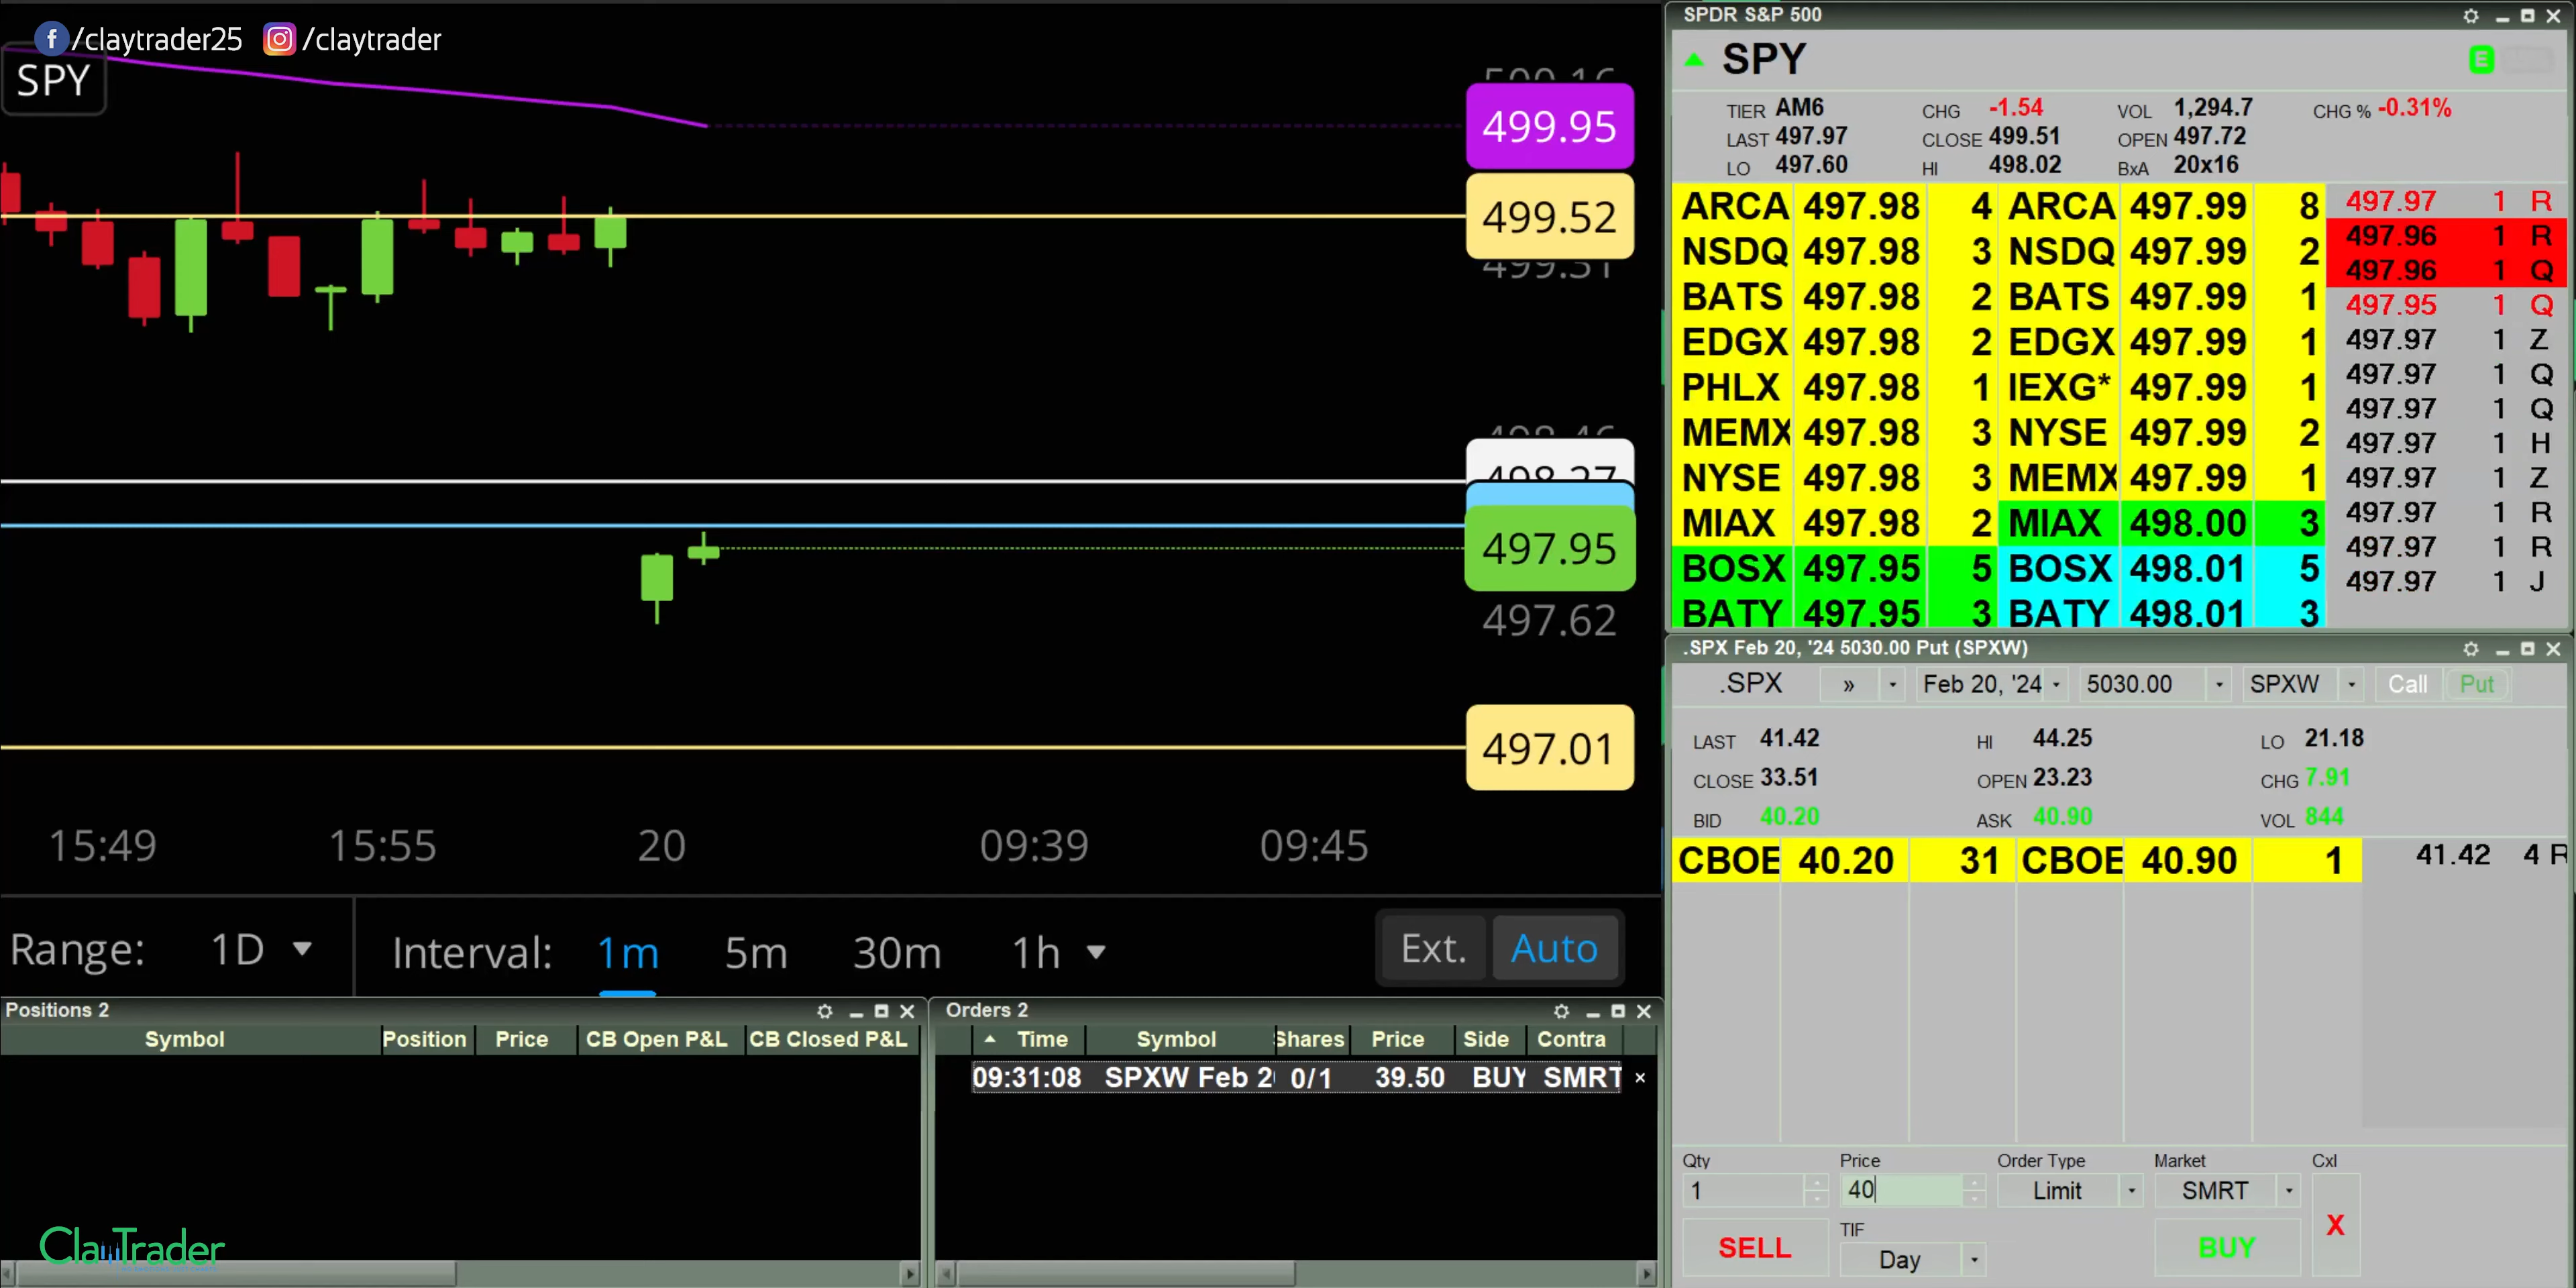 /claytrader25 /claytrader
SPY
499.95
499.52
497.95
497.62
497.01
15:49 15:55 20 09:39 09:45
Range: 1D Interval: 1m 5m 30m 1h Ext. Auto
Positions 2
Symbol Position Price CB Open P&L CB Closed P&L
Orders 2
Time Symbol Shares Price Side Contra
09:31:08 SPXW Feb 2 0/1 39.50 BUY SMRT ×
ClayTrader
SPDR S&P 500
SPY E
TIER AM6 CHG -1.54 VOL 1,294.7 CHG % -0.31%
LAST 497.97 CLOSE 499.51 OPEN 497.72
LO 497.60 HI 498.02 BxA 20x16
ARCA 497.98 4 ARCA 497.99 8
NSDQ 497.98 3 NSDQ 497.99 2
BATS 497.98 2 BATS 497.99 1
EDGX 497.98 2 EDGX 497.99 1
PHLX 497.98 1 IEXG* 497.99 1
MEMX 497.98 3 NYSE 497.99 2
NYSE 497.98 3 MEMX 497.99 1
MIAX 497.98 2 MIAX 498.00 3
BOSX 497.95 5 BOSX 498.01 5
BATY 497.95 3 BATY 498.01 3
497.97 1 R
497.96 1 R
497.96 1 Q
497.95 1 Q
497.97 1 Z
497.97 1 Q
497.97 1 Q
497.97 1 H
497.97 1 Z
497.97 1 R
497.97 1 R
497.97 1 J
.SPX Feb 20, '24 5030.00 Put (SPXW)
.SPX » Feb 20, '24 5030.00 SPXW Call Put
LAST 41.42 HI 44.25 LO 21.18
CLOSE 33.51 OPEN 23.23 CHG 7.91
BID 40.20 ASK 40.90 VOL 844
CBOE 40.20 31 CBOE 40.90 1 41.42 4 R
Qty Price Order Type Market Cxl
1 40 Limit SMRT X
TIF
SELL Day BUY